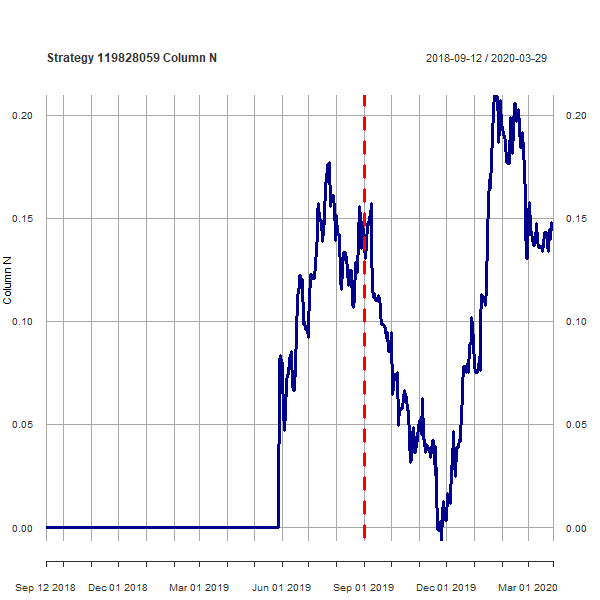 Strategy 119828059 Column N 2018-09-12 / 2020-03-29
0.20 0.20
0.15 0.15
0.10 0.10
0.05 0.05
0.00 0.00
Column N
Sep 12 2018 Dec 01 2018 Mar 01 2019 Jun 01 2019 Sep 01 2019 Dec 01 2019 Mar 01 2020